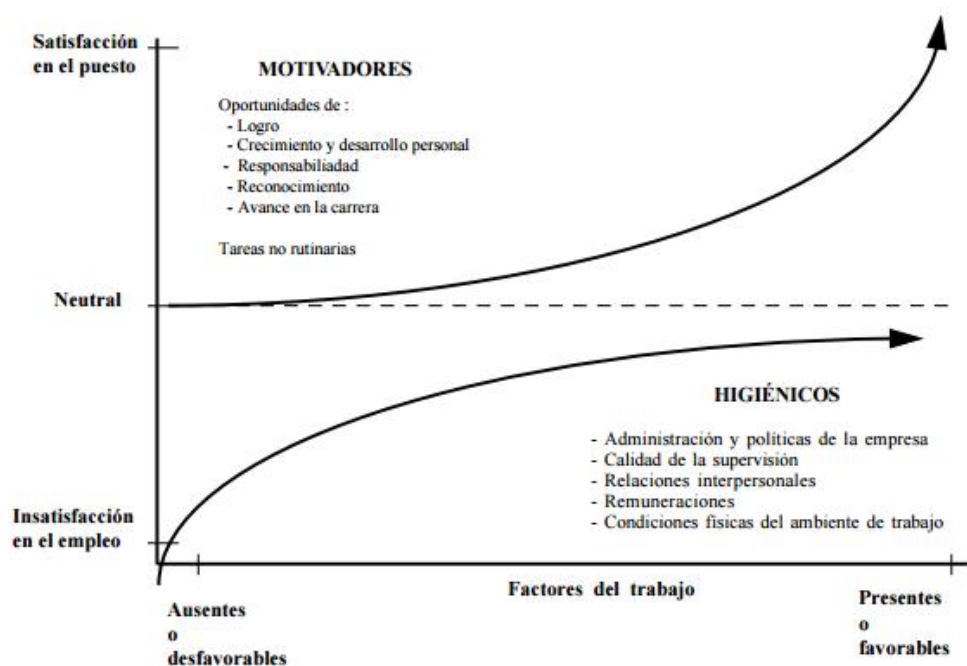 Satisfacción
en el puesto
MOTIVADORES
Oportunidades de :
- Logro
- Crecimiento y desarrollo personal
- Responsabiliadad
- Reconocimiento
- Avance en la carrera
Tareas no rutinarias
Neutral
HIGIÉNICOS
- Administración y políticas de la empresa
- Calidad de la supervisión
- Relaciones interpersonales
- Remuneraciones
- Condiciones físicas del ambiente de trabajo
Insatisfacción
en el empleo
Factores del trabajo
Ausentes
o
desfavorables
Presentes
o
favorables